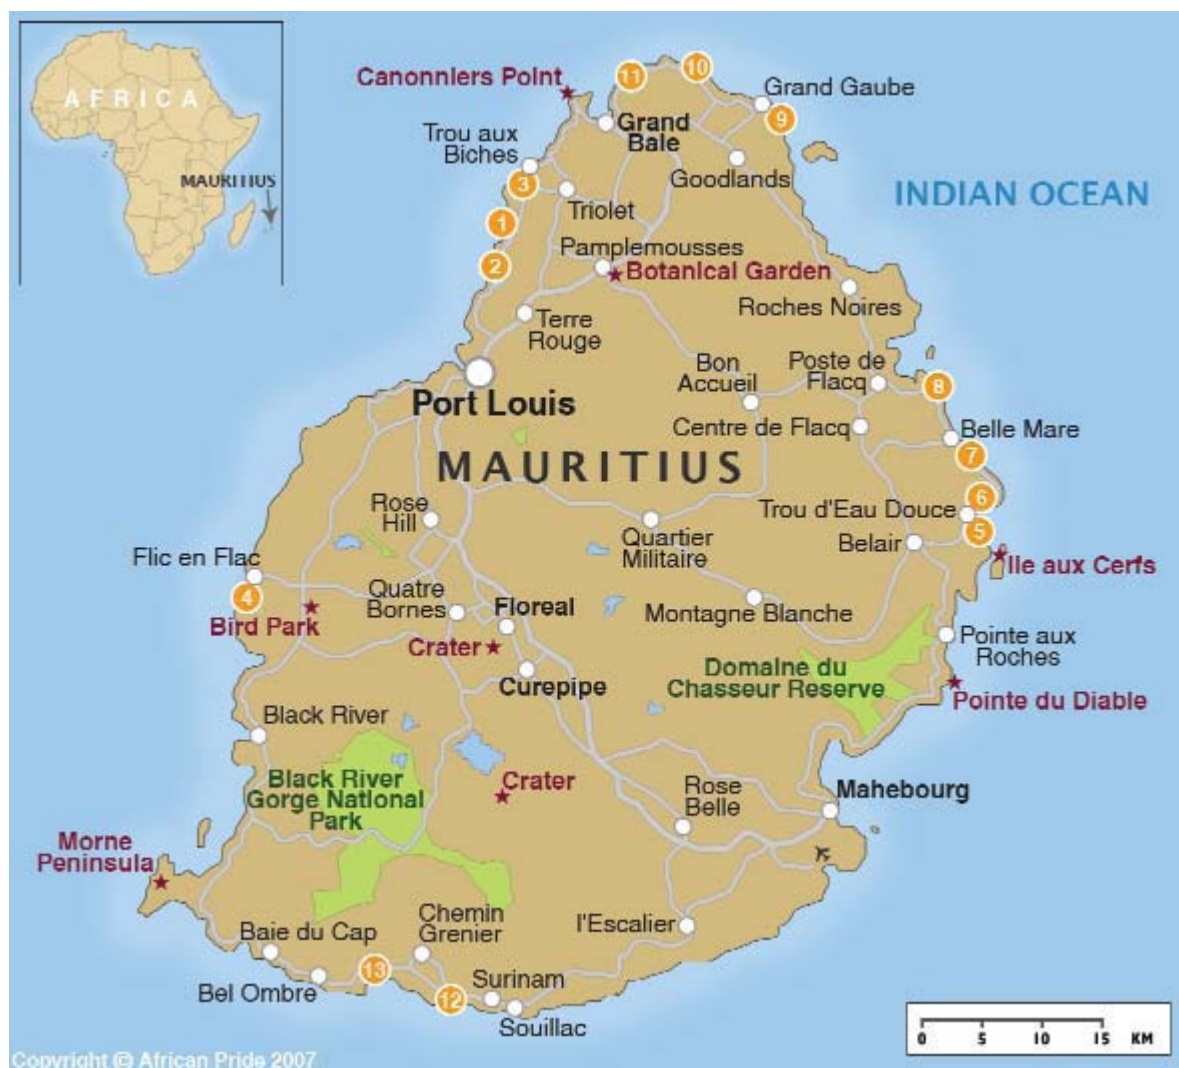 AFRICA
MAURITIUS
Canonniers Point
11
10
Grand Gaube
9
Grand
Bale
Trou aux
Biches
3
Goodlands
INDIAN OCEAN
Triolet
1
2
Pamplemousses
Botanical Garden
Roches Noires
Terre
Rouge
Port Louis
Bon
Accueil
Poste de
Flacq
8
Centre de Flacq
Belle Mare
7
MAURITIUS
Rose
Hill
6
Trou d'Eau Douce
5
Quartier
Militaire
Belair
Ile aux Cerfs
Flic en Flac
4
Bird Park
Quatre
Bornes
Floreal
Crater
Curepipe
Montagne Blanche
Pointe aux
Roches
Domaine du
Chasseur Reserve
Pointe du Diable
Black River
Black River
Gorge National
Park
Crater
Rose
Belle
Mahebourg
Morne
Peninsula
Baie du Cap
Chemin
Grenier
l'Escalier
Bel Ombre
13
12
Surinam
Souillac
0 5 10 15 KM
Copyright © African Pride 2007